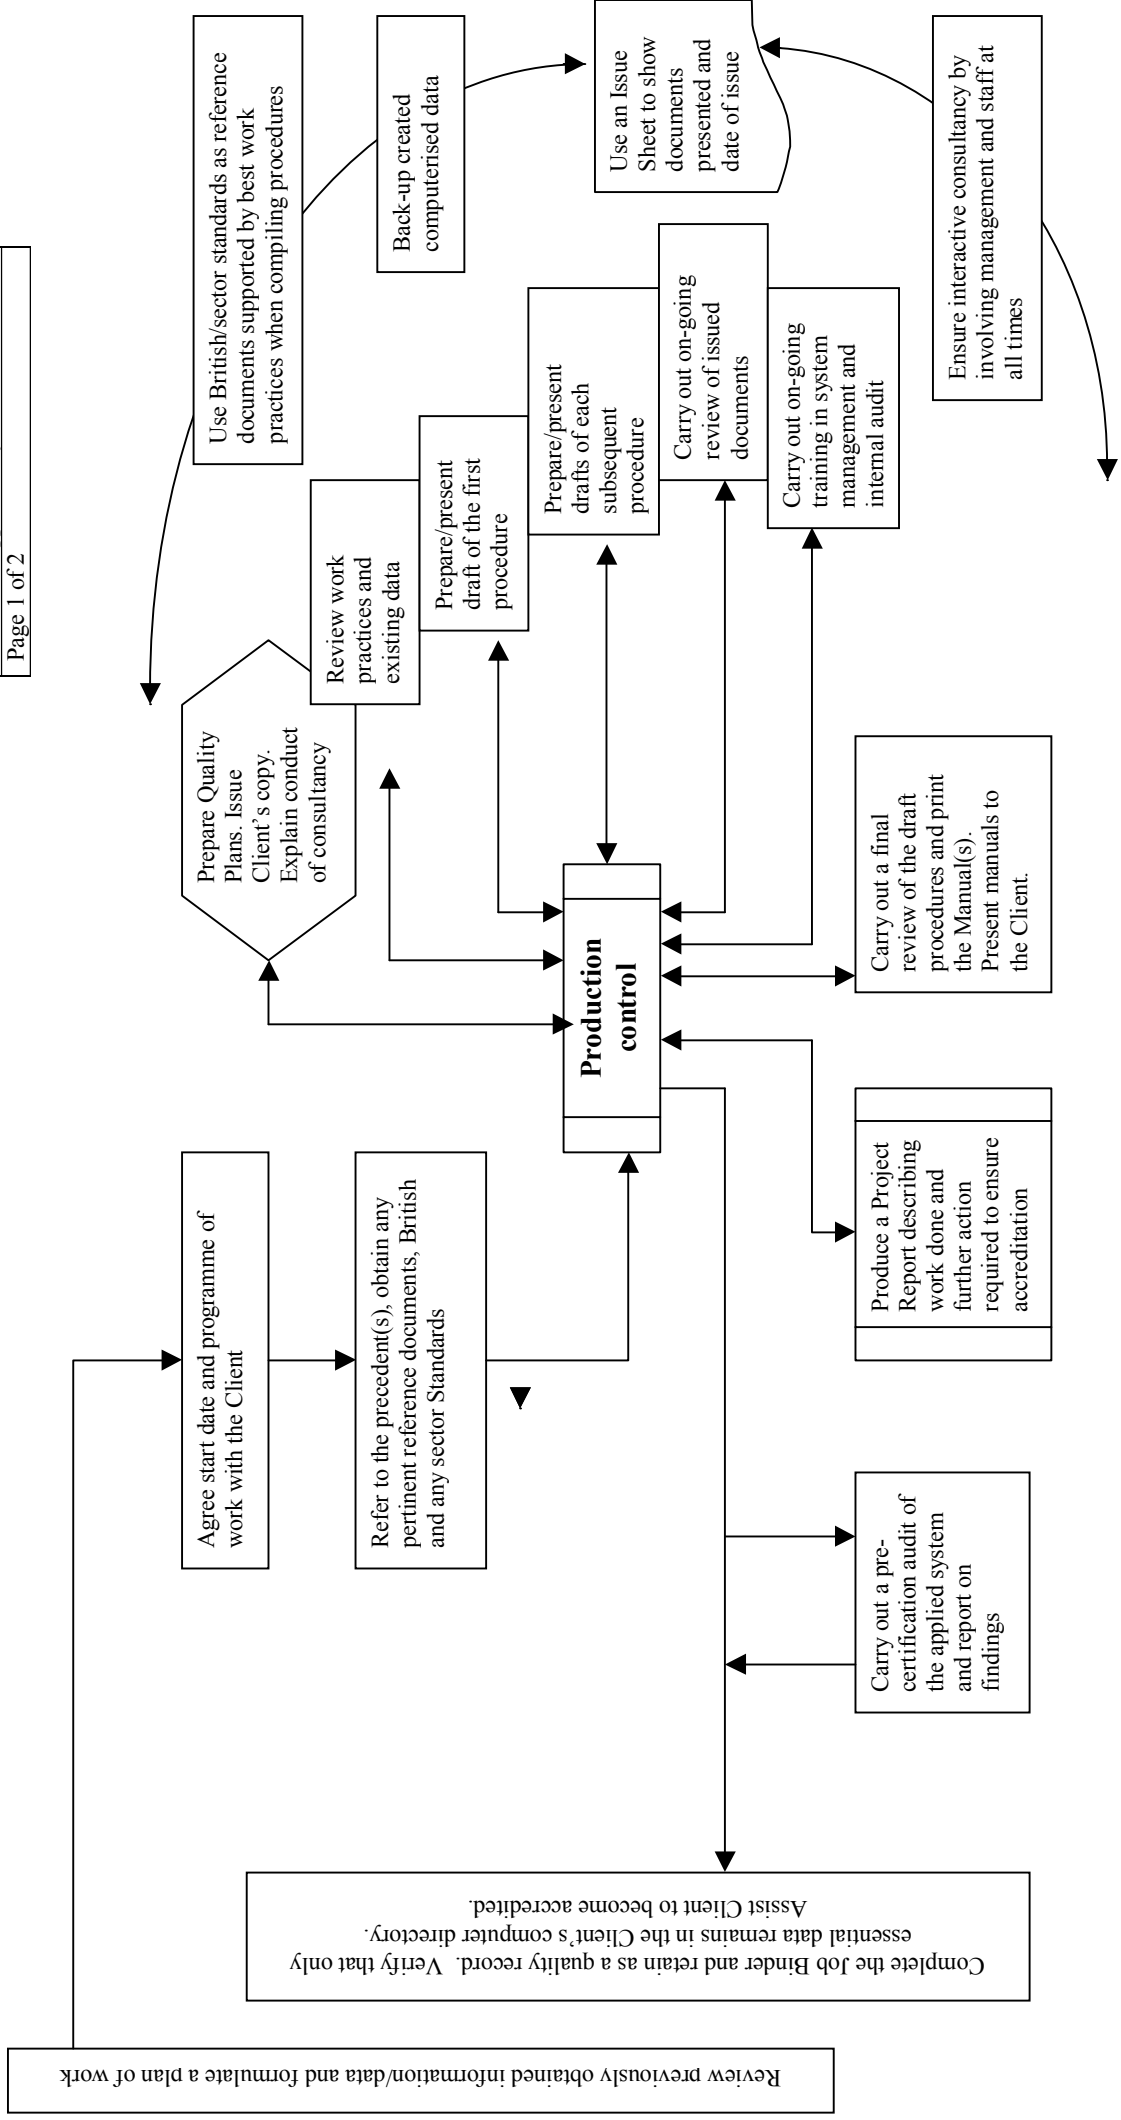 Page 1 of 2
Review previously obtained information/data and formulate a plan of work
Agree start date and programme of
work with the Client
Refer to the precedent(s), obtain any
pertinent reference documents, British
and any sector Standards
Prepare Quality
Plans. Issue
Client's copy.
Explain conduct
of consultancy
Use British/sector standards as reference
documents supported by best work
practices when compiling procedures
Review work
practices and
existing data
Back-up created
computerised data
Prepare/present
draft of the first
procedure
Prepare/present
drafts of each
subsequent
procedure
Use an Issue
Sheet to show
documents
presented and
date of issue
Carry out on-going
review of issued
documents
Carry out on-going
training in system
management and
internal audit
Ensure interactive consultancy by
involving management and staff at
all times
Production
control
Carry out a final
review of the draft
procedures and print
the Manual(s).
Present manuals to
the Client.
Produce a Project
Report describing
work done and
further action
required to ensure
accreditation
Carry out a pre-
certification audit of
the applied system
and report on
findings
Complete the Job Binder and retain as a quality record. Verify that only
essential data remains in the Client's computer directory.
Assist Client to become accredited.